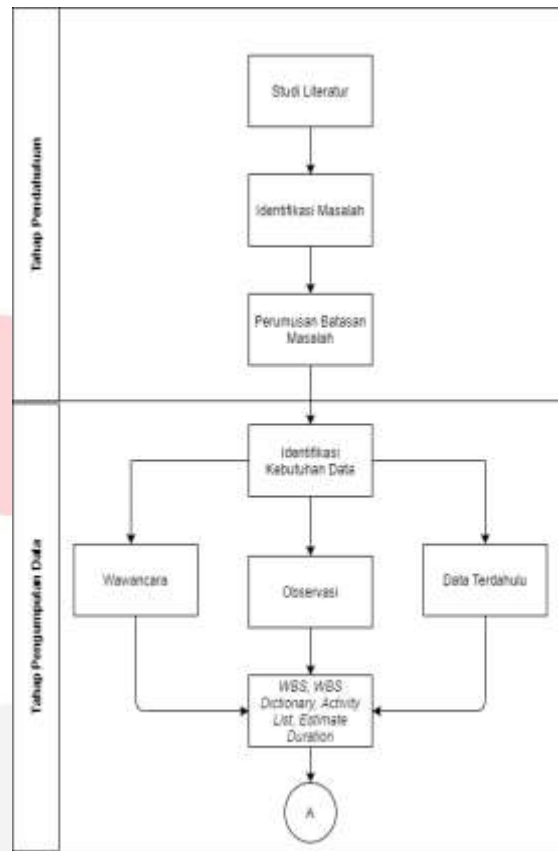 Tahap Pendahuluan
Studi Literatur
Identifikasi Masalah
Perumusan Batasan
Masalah
Tahap Pengumpulan Data
Identifikasi
Kebutuhan Data
Wawancara
Observasi
Data Terdahulu
WBS, WBS
Dictionary, Activity
List, Estimate
Duration
A